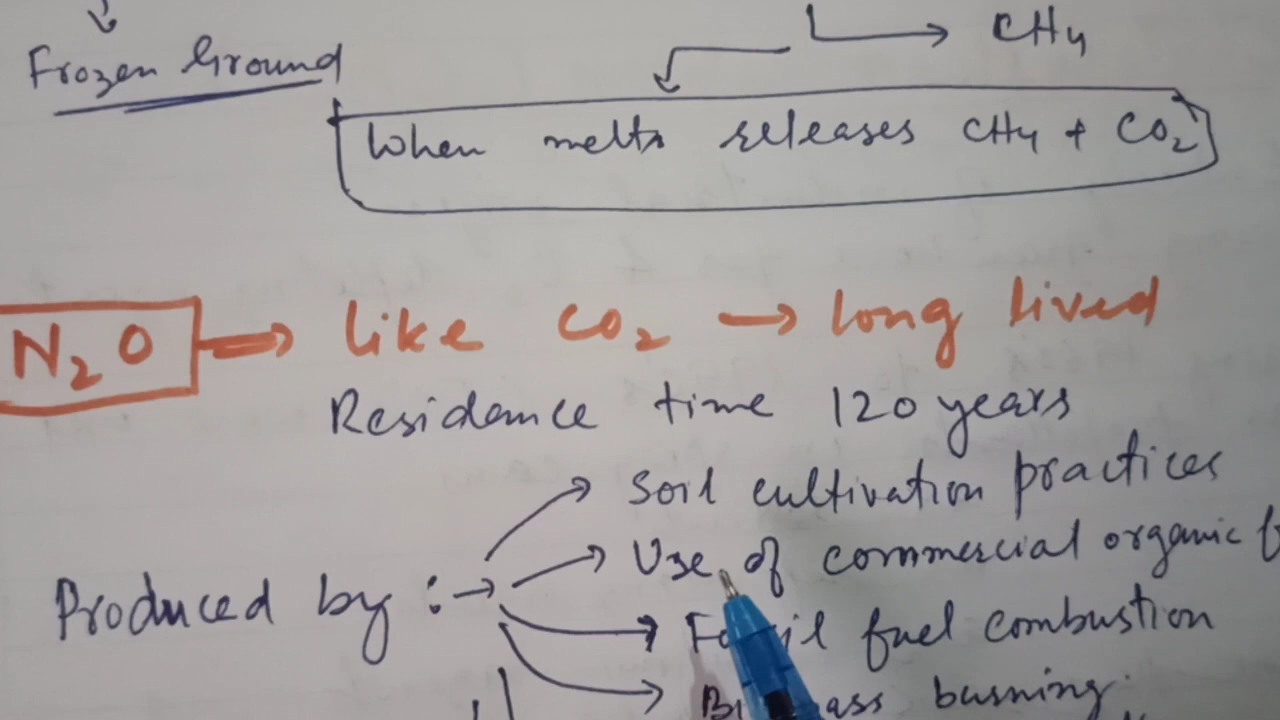 CH4
Frozen Ground
When melts releases CH4 + CO2
N2O → like CO2 → long lived
Residance time 120 years
Soil cultivation practices
Use of commercial organic
Produced by :→
fuel combustion
burning